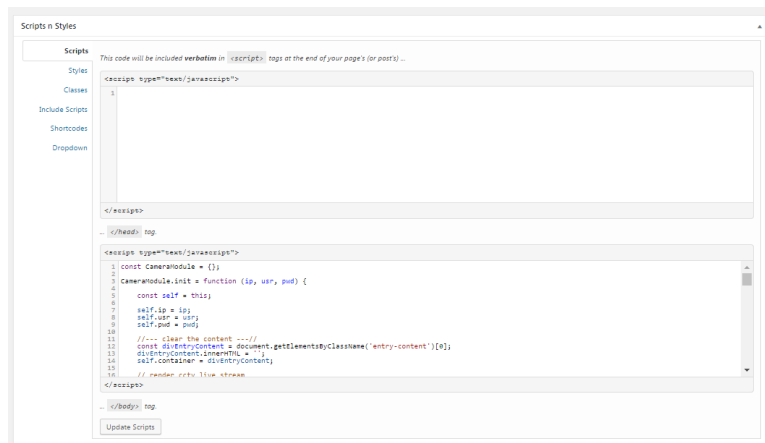 Scripts n Styles
Scripts
Styles
Classes
Include Scripts
Shortcodes
Dropdown
This code will be included verbatim in <script> tags at the end of your page's (or post's) ...
<script type="text/javascript">
1
</script>
... </head> tag.
<script type="text/javascript">
1 const CameraModule = {};
2
3 CameraModule.init = function (ip, usr, pwd) {
4
5 const self = this;
6
7 self.ip = ip;
8 self.usr = usr;
9 self.pwd = pwd;
10
11 //--- clear the content ---//
12 const divEntryContent = document.getElementsByClassName('entry-content')[0];
13 divEntryContent.innerHTML = ``;
14 self.container = divEntryContent;
15
16 // render cctv live stream
</script>
... </body> tag.
Update Scripts